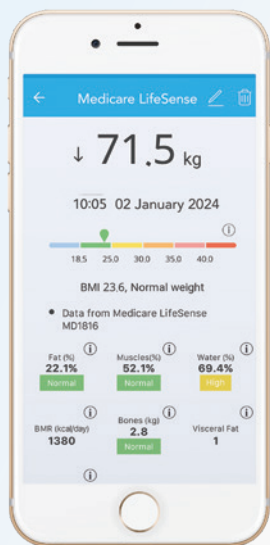 Medicare LifeSense
↓ 71.5 kg
10:05 02 January 2024
18.5 25.0 30.0 35.0 40.0
BMI 23.6, Normal weight
• Data from Medicare LifeSense
MD1816
Fat (%) Muscles(%) Water (%)
22.1% 52.1% 69.4%
Normal Normal High
BMR (kcal/day) Bones (kg) Visceral Fat
1380 2.8 1
Normal